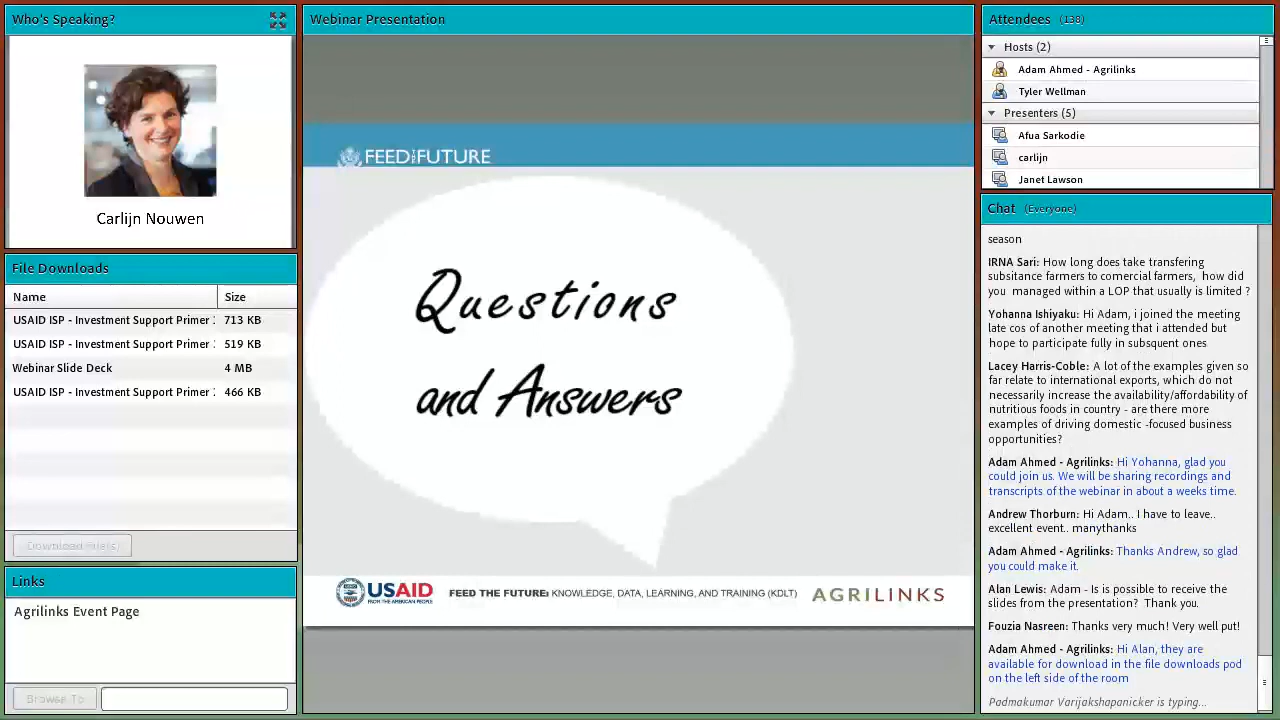 Who's Speaking?
Carlijn Nouwen
File Downloads
Name Size
USAID ISP - Investment Support Primer 713 KB
USAID ISP - Investment Support Primer 519 KB
Webinar Slide Deck 4 MB
USAID ISP - Investment Support Primer 466 KB
Download File(s)
Links
Agrilinks Event Page
Browse To
Webinar Presentation
FEED THE FUTURE
Questions
and Answers
USAID
FROM THE AMERICAN PEOPLE
FEED THE FUTURE: KNOWLEDGE, DATA, LEARNING, AND TRAINING (KDLT)
AGRILINKS
Attendees (138)
Hosts (2)
Adam Ahmed - Agrilinks
Tyler Wellman
Presenters (5)
Afua Sarkodie
carlijn
Janet Lawson
Chat (Everyone)
season
IRNA Sari: How long does take transfering
subsitance farmers to comercial farmers, how did
you managed within a LOP that usually is limited ?
Yohanna Ishiyaku: Hi Adam, i joined the meeting
late cos of another meeting that i attended but
hope to participate fully in subsquent ones
Lacey Harris-Coble: A lot of the examples given so
far relate to international exports, which do not
necessarily increase the availability/affordability of
nutritious foods in country - are there more
examples of driving domestic -focused business
opportunities?
Adam Ahmed - Agrilinks: Hi Yohanna, glad you
could join us. We will be sharing recordings and
transcripts of the webinar in about a weeks time.
Andrew Thorburn: Hi Adam.. I have to leave..
excellent event.. manythanks
Adam Ahmed - Agrilinks: Thanks Andrew, so glad
you could make it.
Alan Lewis: Adam - is it possible to receive the
slides from the presentation? Thank you.
Fouzia Nasreen: Thanks very much! Very well put!
Adam Ahmed - Agrilinks: Hi Alan, they are
available for download in the file downloads pod
on the left side of the room
Padmakumar Varijakshapanicker is typing...